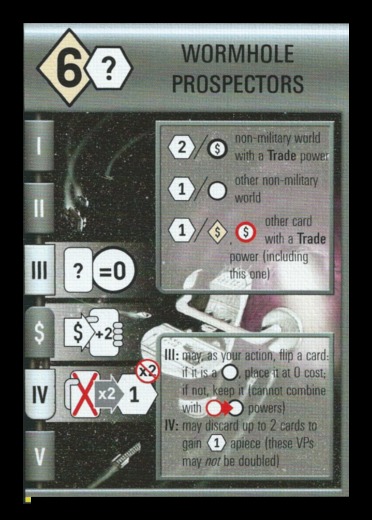 6 ?
WORMHOLE
PROSPECTORS
I
II
III
$
IV
V
? =0
$ +2
x2 1
x2
2 / $ non-military world
with a Trade power
1 / other non-military
world
1 / $ , $ other card
with a Trade
power (including
this one)
III: may, as your action, flip a card:
if it is a , place it at 0 cost;
if not, keep it (cannot combine
with powers)
IV: may discard up to 2 cards to
gain 1 apiece (these VPs
may not be doubled)